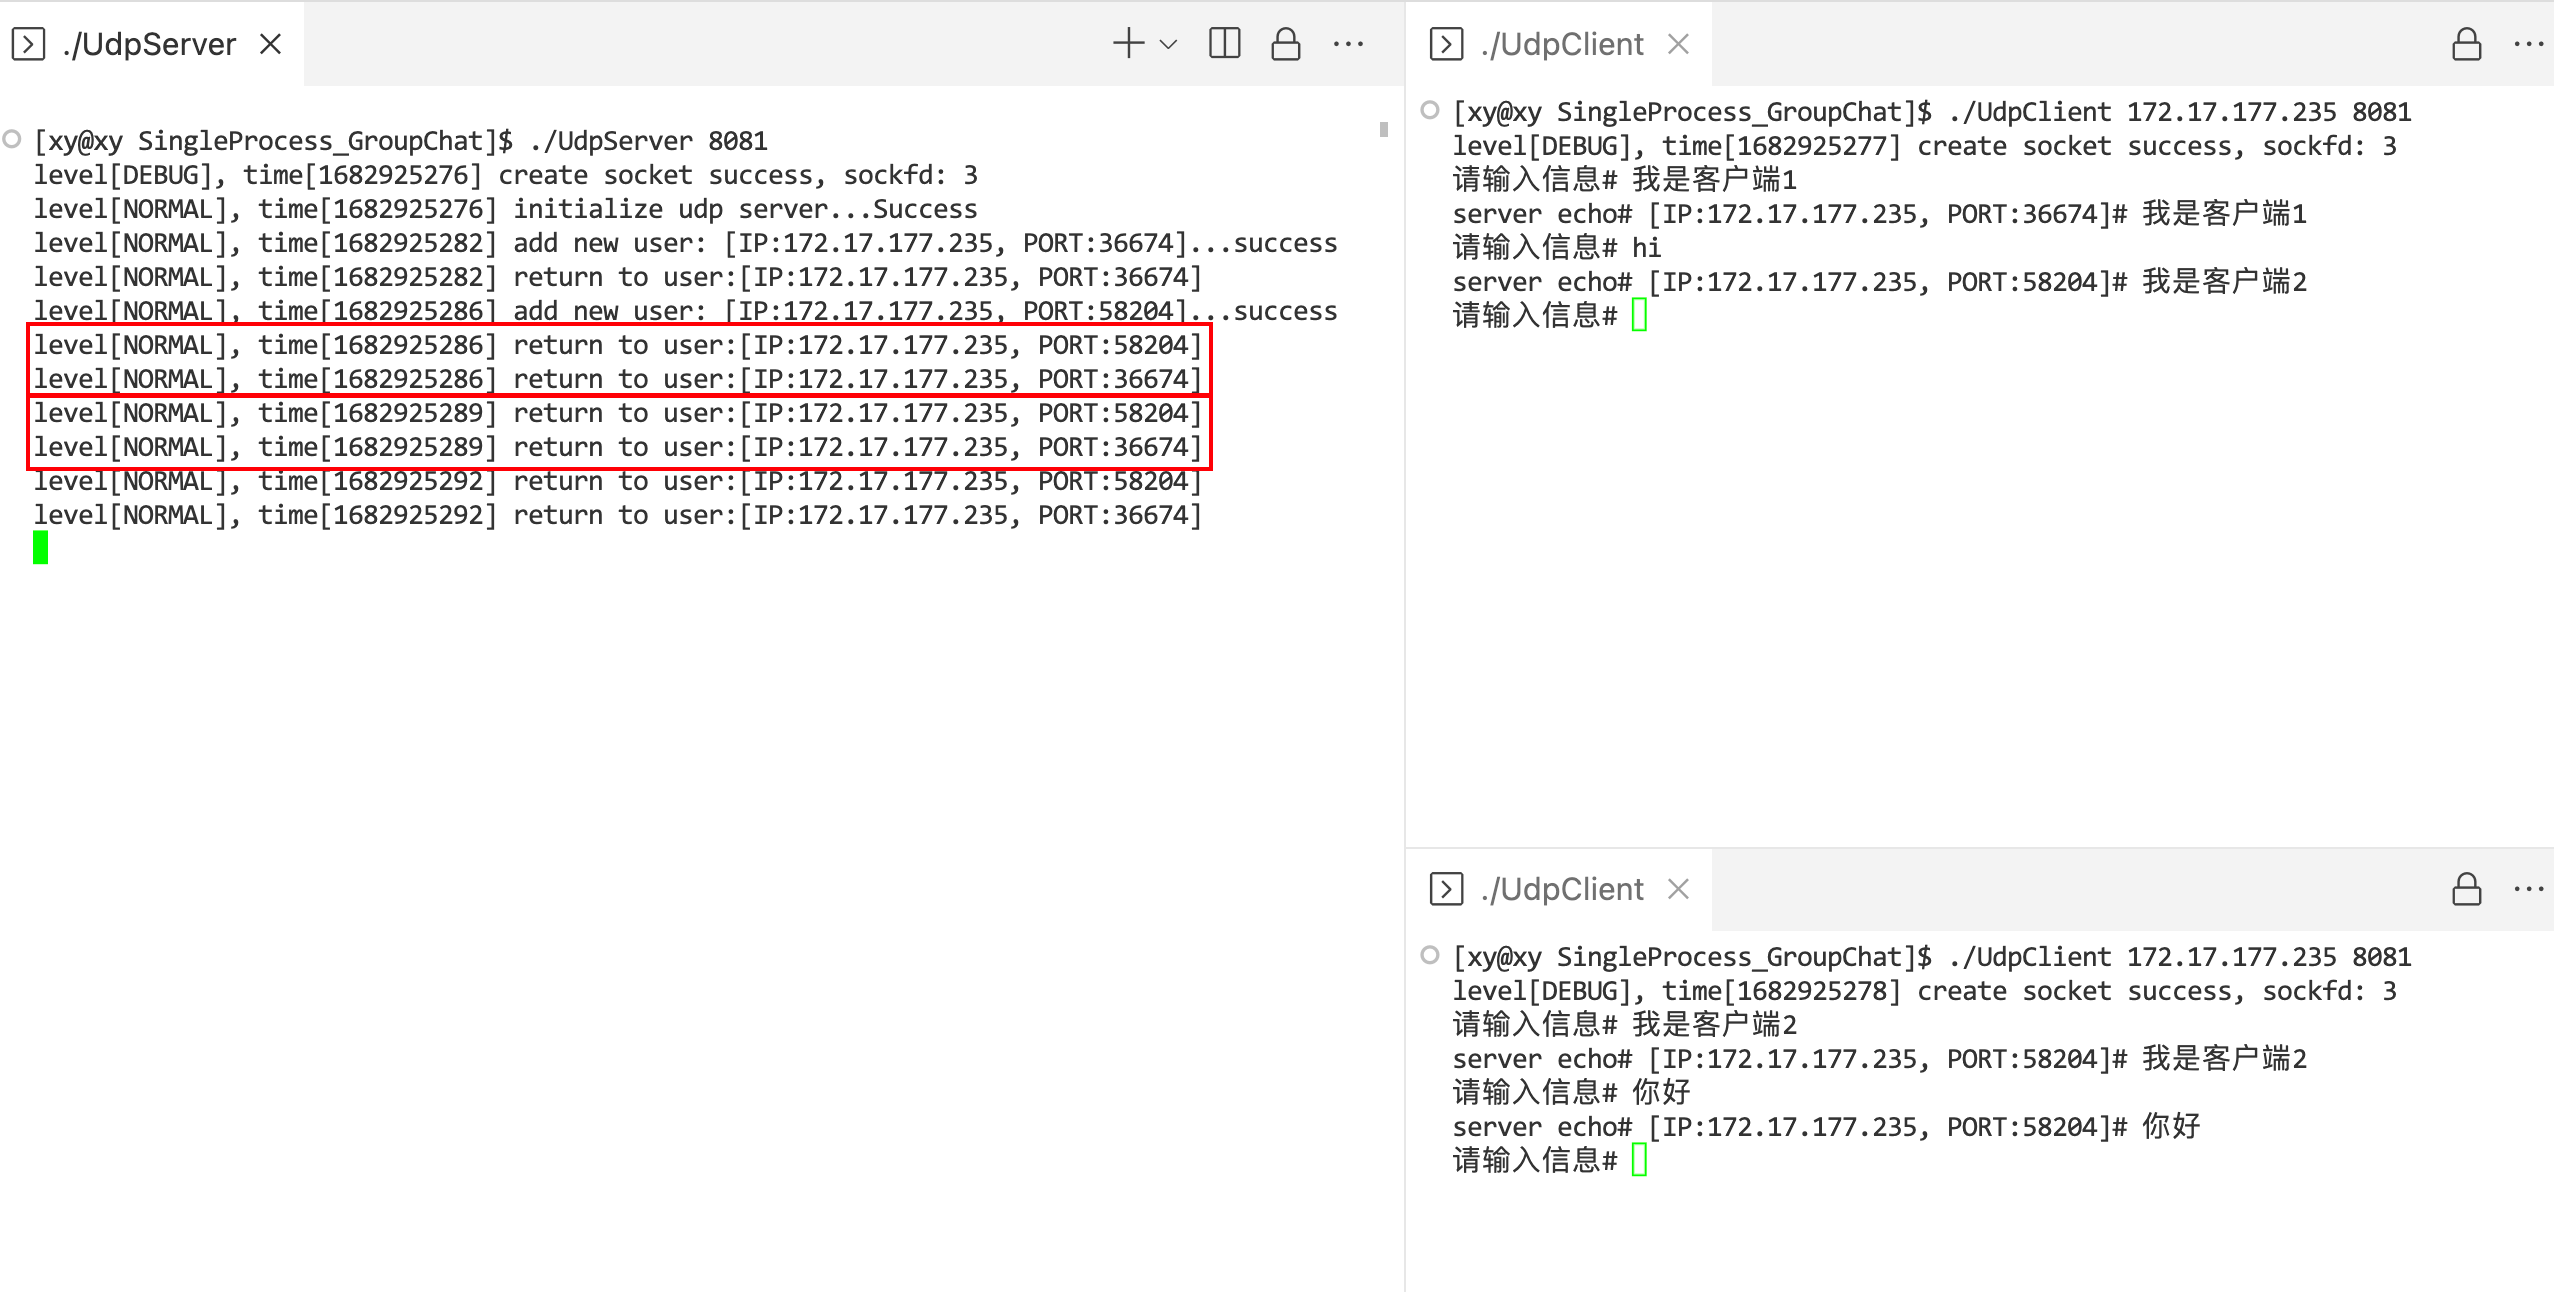 ./UdpServer
[xy@xy SingleProcess_GroupChat]$ ./UdpServer 8081
level[DEBUG], time[1682925276] create socket success, sockfd: 3
level[NORMAL], time[1682925276] initialize udp server...Success
level[NORMAL], time[1682925282] add new user: [IP:172.17.177.235, PORT:36674]...success
level[NORMAL], time[1682925282] return to user:[IP:172.17.177.235, PORT:36674]
level[NORMAL], time[1682925286] add new user: [IP:172.17.177.235, PORT:58204]...success
level[NORMAL], time[1682925286] return to user:[IP:172.17.177.235, PORT:58204]
level[NORMAL], time[1682925286] return to user:[IP:172.17.177.235, PORT:36674]
level[NORMAL], time[1682925289] return to user:[IP:172.17.177.235, PORT:58204]
level[NORMAL], time[1682925289] return to user:[IP:172.17.177.235, PORT:36674]
level[NORMAL], time[1682925292] return to user:[IP:172.17.177.235, PORT:58204]
level[NORMAL], time[1682925292] return to user:[IP:172.17.177.235, PORT:36674]
./UdpClient
[xy@xy SingleProcess_GroupChat]$ ./UdpClient 172.17.177.235 8081
level[DEBUG], time[1682925277] create socket success, sockfd: 3
请输入信息# 我是客户端1
server echo# [IP:172.17.177.235, PORT:36674]# 我是客户端1
请输入信息# hi
server echo# [IP:172.17.177.235, PORT:58204]# 我是客户端2
请输入信息#
./UdpClient
[xy@xy SingleProcess_GroupChat]$ ./UdpClient 172.17.177.235 8081
level[DEBUG], time[1682925278] create socket success, sockfd: 3
请输入信息# 我是客户端2
server echo# [IP:172.17.177.235, PORT:58204]# 我是客户端2
请输入信息# 你好
server echo# [IP:172.17.177.235, PORT:58204]# 你好
请输入信息#